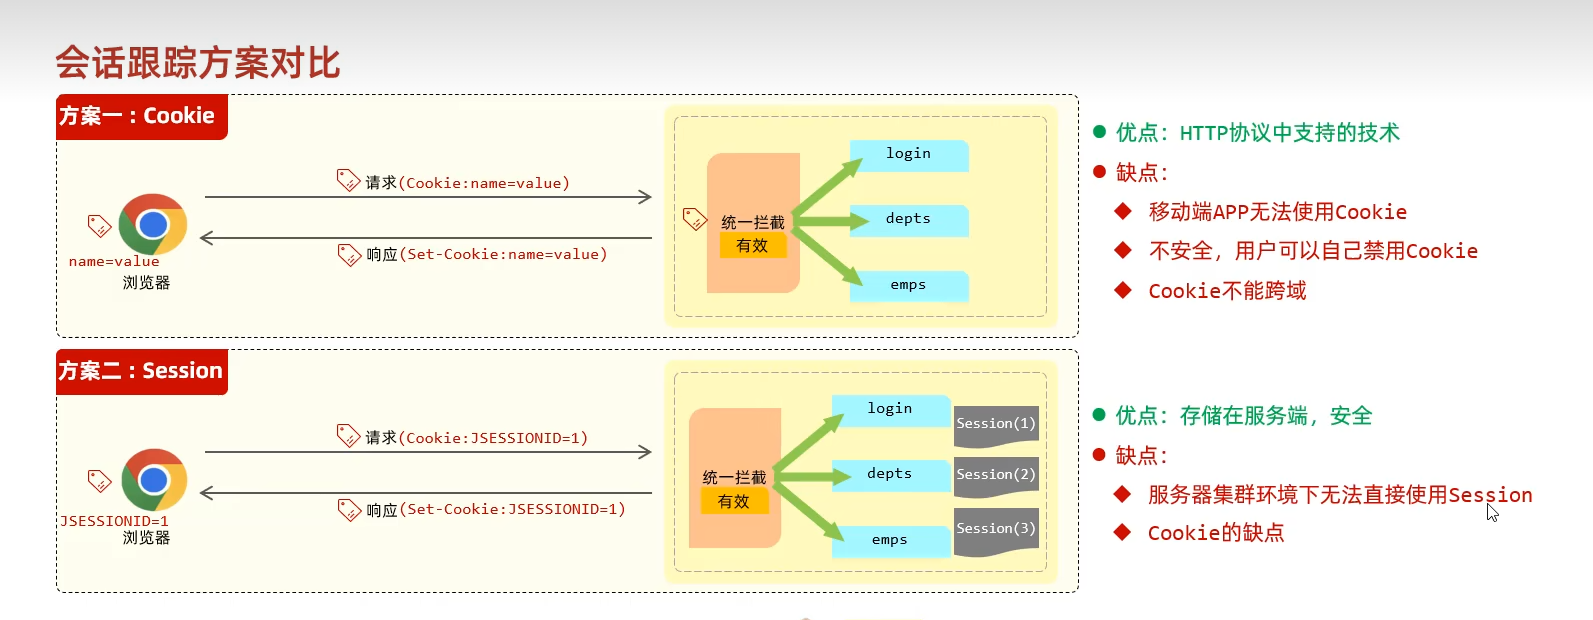 会话跟踪方案对比
方案一：Cookie
请求(Cookie:name=value)
响应(Set-Cookie:name=value)
name=value
浏览器
统一拦截
有效
login
depts
emps
优点：HTTP协议中支持的技术
缺点：
移动端APP无法使用Cookie
不安全，用户可以自己禁用Cookie
Cookie不能跨域
方案二：Session
请求(Cookie:JSESSIONID=1)
响应(Set-Cookie:JSESSIONID=1)
JSESSIONID=1
浏览器
统一拦截
有效
login
depts
emps
Session(1)
Session(2)
Session(3)
优点：存储在服务端，安全
缺点：
服务器集群环境下无法直接使用Session
Cookie的缺点